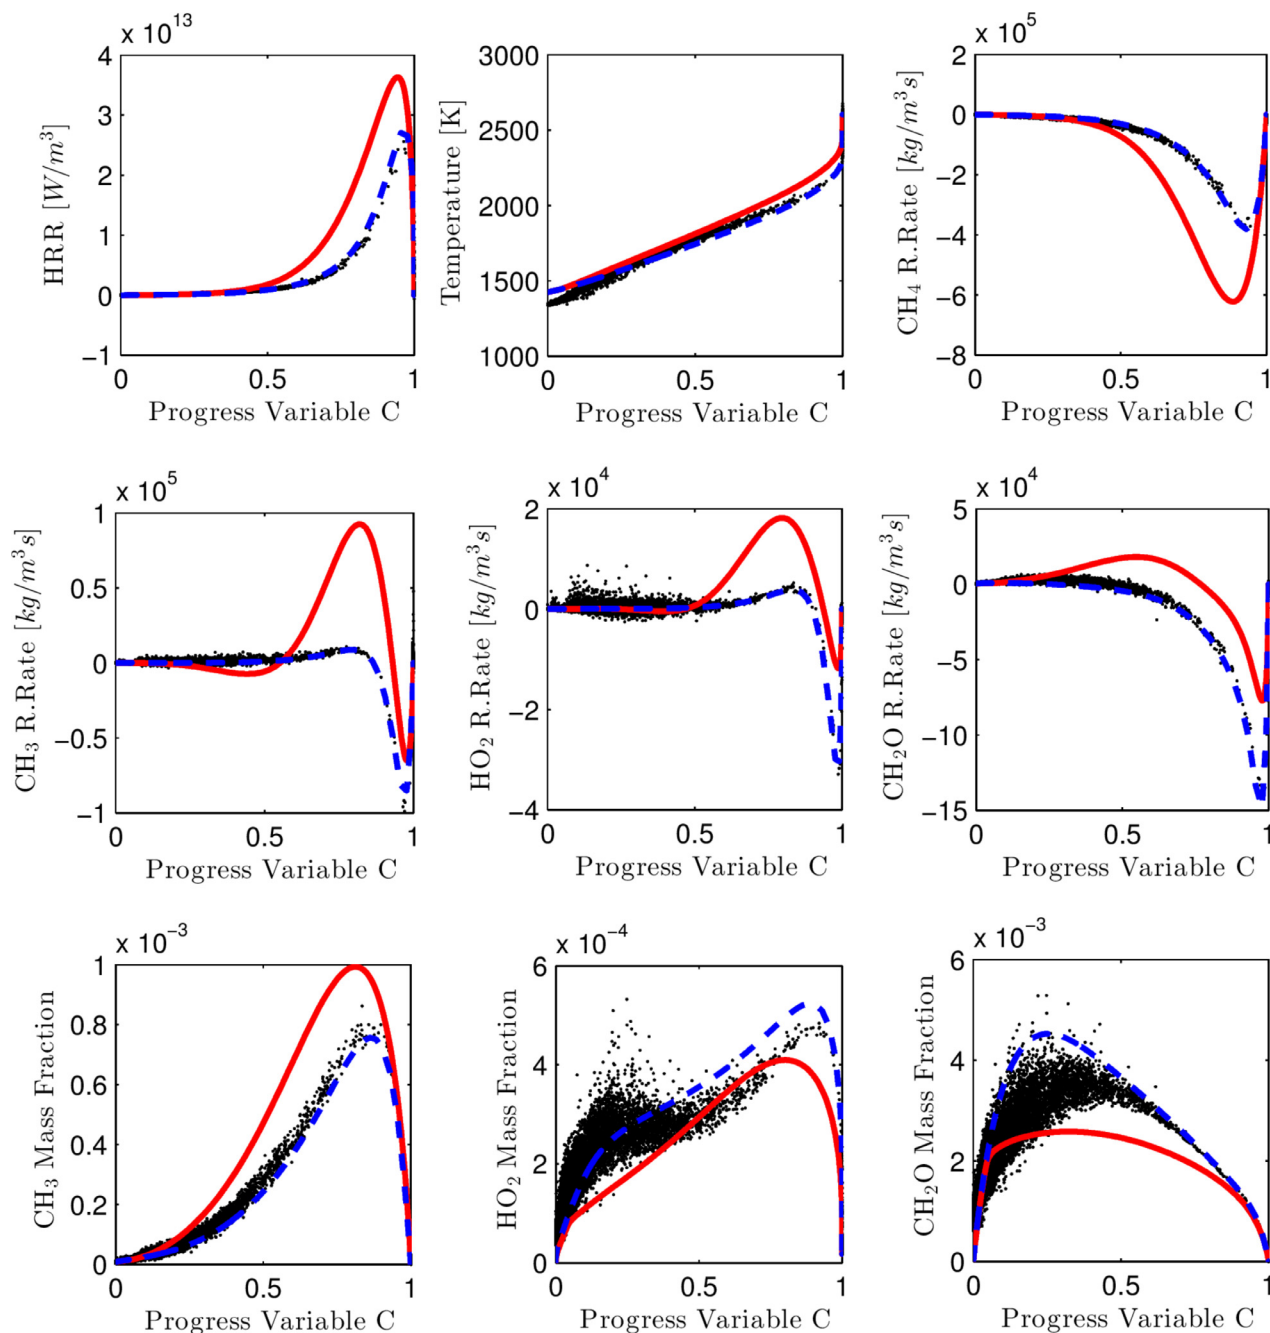 x 10^13
4
3
2
1
0
−1
HRR [W/m^3]
0 0.5 1
Progress Variable C
3000
2500
2000
1500
1000
Temperature [K]
0 0.5 1
Progress Variable C
x 10^5
2
0
−2
−4
−6
−8
CH_4 R.Rate [kg/m^3s]
0 0.5 1
Progress Variable C
x 10^5
1
0.5
0
−0.5
−1
CH_3 R.Rate [kg/m^3s]
0 0.5 1
Progress Variable C
x 10^4
2
0
−2
−4
HO_2 R.Rate [kg/m^3s]
0 0.5 1
Progress Variable C
x 10^4
5
0
−5
−10
−15
CH_2O R.Rate [kg/m^3s]
0 0.5 1
Progress Variable C
x 10^−3
1
0.8
0.6
0.4
0.2
0
CH_3 Mass Fraction
0 0.5 1
Progress Variable C
x 10^−4
6
4
2
0
HO_2 Mass Fraction
0 0.5 1
Progress Variable C
x 10^−3
6
4
2
0
CH_2O Mass Fraction
0 0.5 1
Progress Variable C